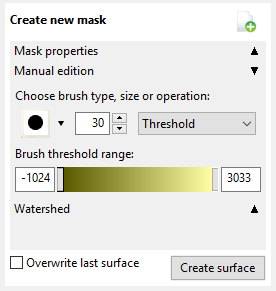 Create new mask
Mask properties
Manual edition
Choose brush type, size or operation:
30 Threshold
Brush threshold range:
-1024 3033
Watershed
Overwrite last surface Create surface